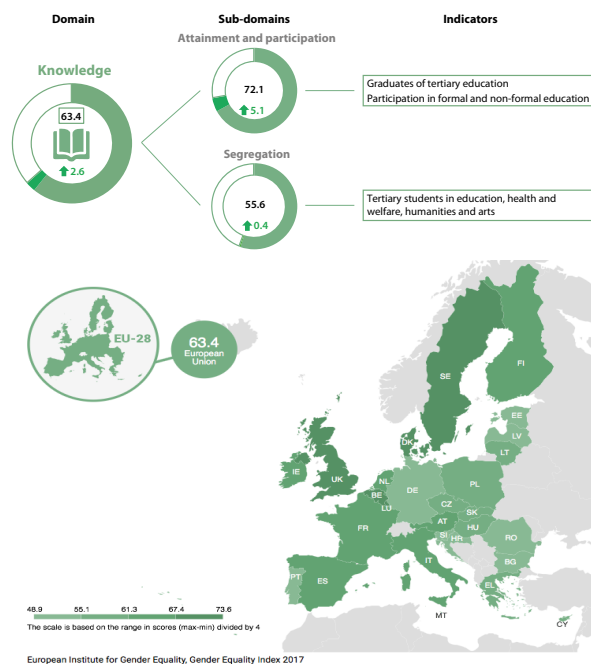 Domain
Sub-domains
Indicators
Attainment and participation
Knowledge
72.1
5.1
Graduates of tertiary education
Participation in formal and non-formal education
63.4
2.6
Segregation
55.6
0.4
Tertiary students in education, health and
welfare, humanities and arts
EU-28
63.4
European
Union
SE
FI
EE
LV
LT
DK
IE
UK
NL
BE
LU
DE
PL
CZ
SK
AT
HU
FR
SI
HR
RO
BG
IT
PT
ES
EL
MT
CY
48.9 55.1 61.3 67.4 73.6
The scale is based on the range in scores (max-min) divided by 4
European Institute for Gender Equality, Gender Equality Index 2017